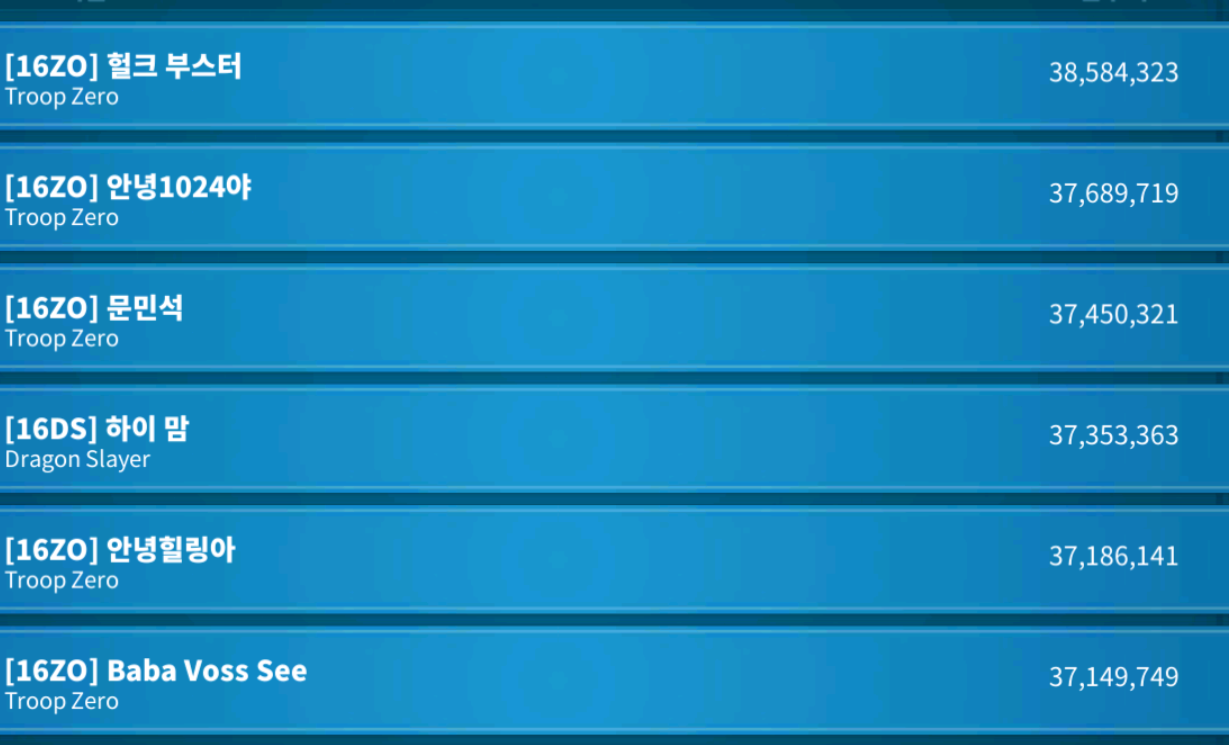 [16ZO] 헐크 부스터
Troop Zero
38,584,323
[16ZO] 안녕1024야
Troop Zero
37,689,719
[16ZO] 문민석
Troop Zero
37,450,321
[16DS] 하이 맘
Dragon Slayer
37,353,363
[16ZO] 안녕힐링아
Troop Zero
37,186,141
[16ZO] Baba Voss See
Troop Zero
37,149,749